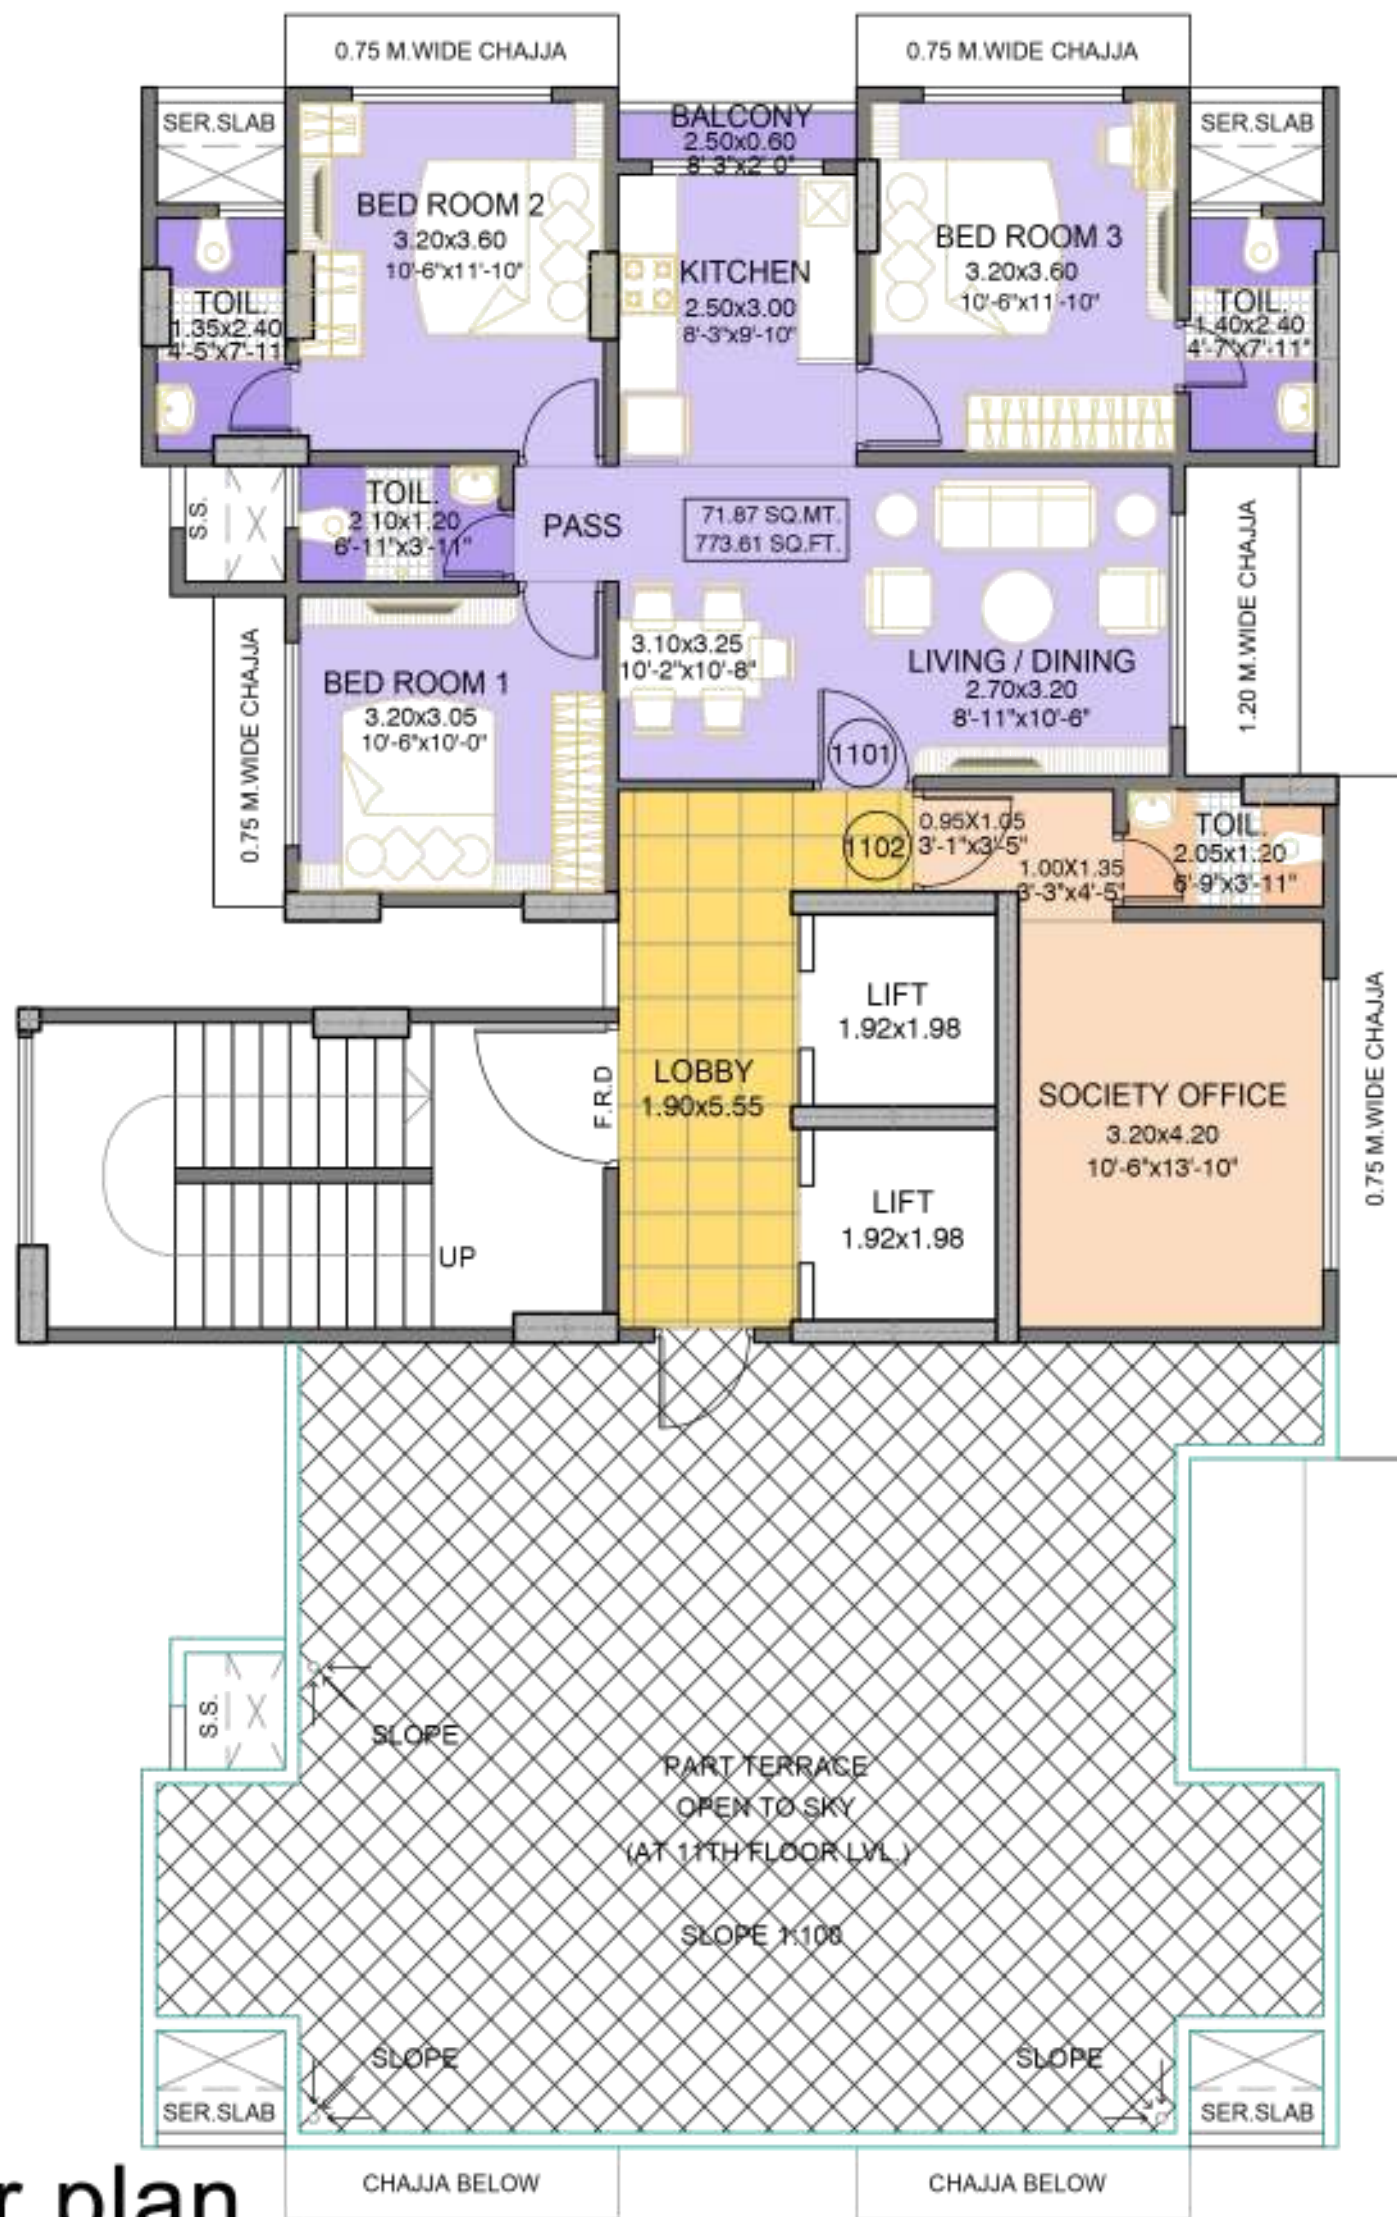 0.75 M.WIDE CHAJJA
0.75 M.WIDE CHAJJA
SER.SLAB
BALCONY
2.50x0.60
8'-3"x2'-0"
SER.SLAB
BED ROOM 2
3.20x3.60
10'-6"x11'-10"
KITCHEN
2.50x3.00
8'-3"x9'-10"
BED ROOM 3
3.20x3.60
10'-6"x11'-10"
TOIL.
1.35x2.40
4'-5"x7'-11"
TOIL.
1.40x2.40
4'-7"x7'-11"
S.S.
TOIL.
2.10x1.20
6'-11"x3'-11"
PASS
71.87 SQ.MT.
773.61 SQ.FT.
1.20 M.WIDE CHAJJA
0.75 M.WIDE CHAJJA
BED ROOM 1
3.20x3.05
10'-6"x10'-0"
3.10x3.25
10'-2"x10'-8"
LIVING / DINING
2.70x3.20
8'-11"x10'-6"
1101
1102
0.95X1.05
3'-1"x3'-5"
1.00X1.35
3'-3"x4'-5"
TOIL.
2.05x1.20
6'-9"x3'-11"
LIFT
1.92x1.98
F.R.D
LOBBY
1.90x5.55
SOCIETY OFFICE
3.20x4.20
10'-6"x13'-10"
0.75 M.WIDE CHAJJA
LIFT
1.92x1.98
UP
S.S.
SLOPE
PART TERRACE
OPEN TO SKY
(AT 11TH FLOOR LVL.)
SLOPE 1:100
SLOPE
SLOPE
SER.SLAB
SER.SLAB
CHAJJA BELOW
CHAJJA BELOW
r plan